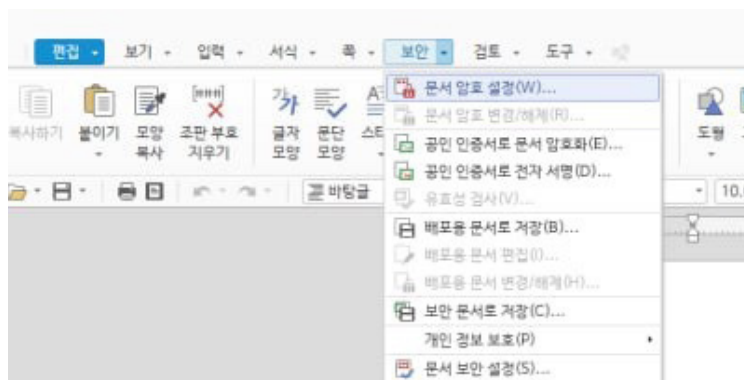 편집 보기 입력 서식 쪽 보안 검토 도구
복사하기 붙이기 모양 복사 조판 부호 지우기 글자 모양 문단 모양 도형
바탕글 10.
문서 암호 설정(W)...
문서 암호 변경/해제(R)...
공인 인증서로 문서 암호화(E)...
공인 인증서로 전자 서명(D)...
유효성 검사(V)...
배포용 문서로 저장(B)...
배포용 문서 편집(I)...
배포용 문서 변경/해제(H)...
보안 문서로 저장(C)...
개인 정보 보호(P)
문서 보안 설정(S)...